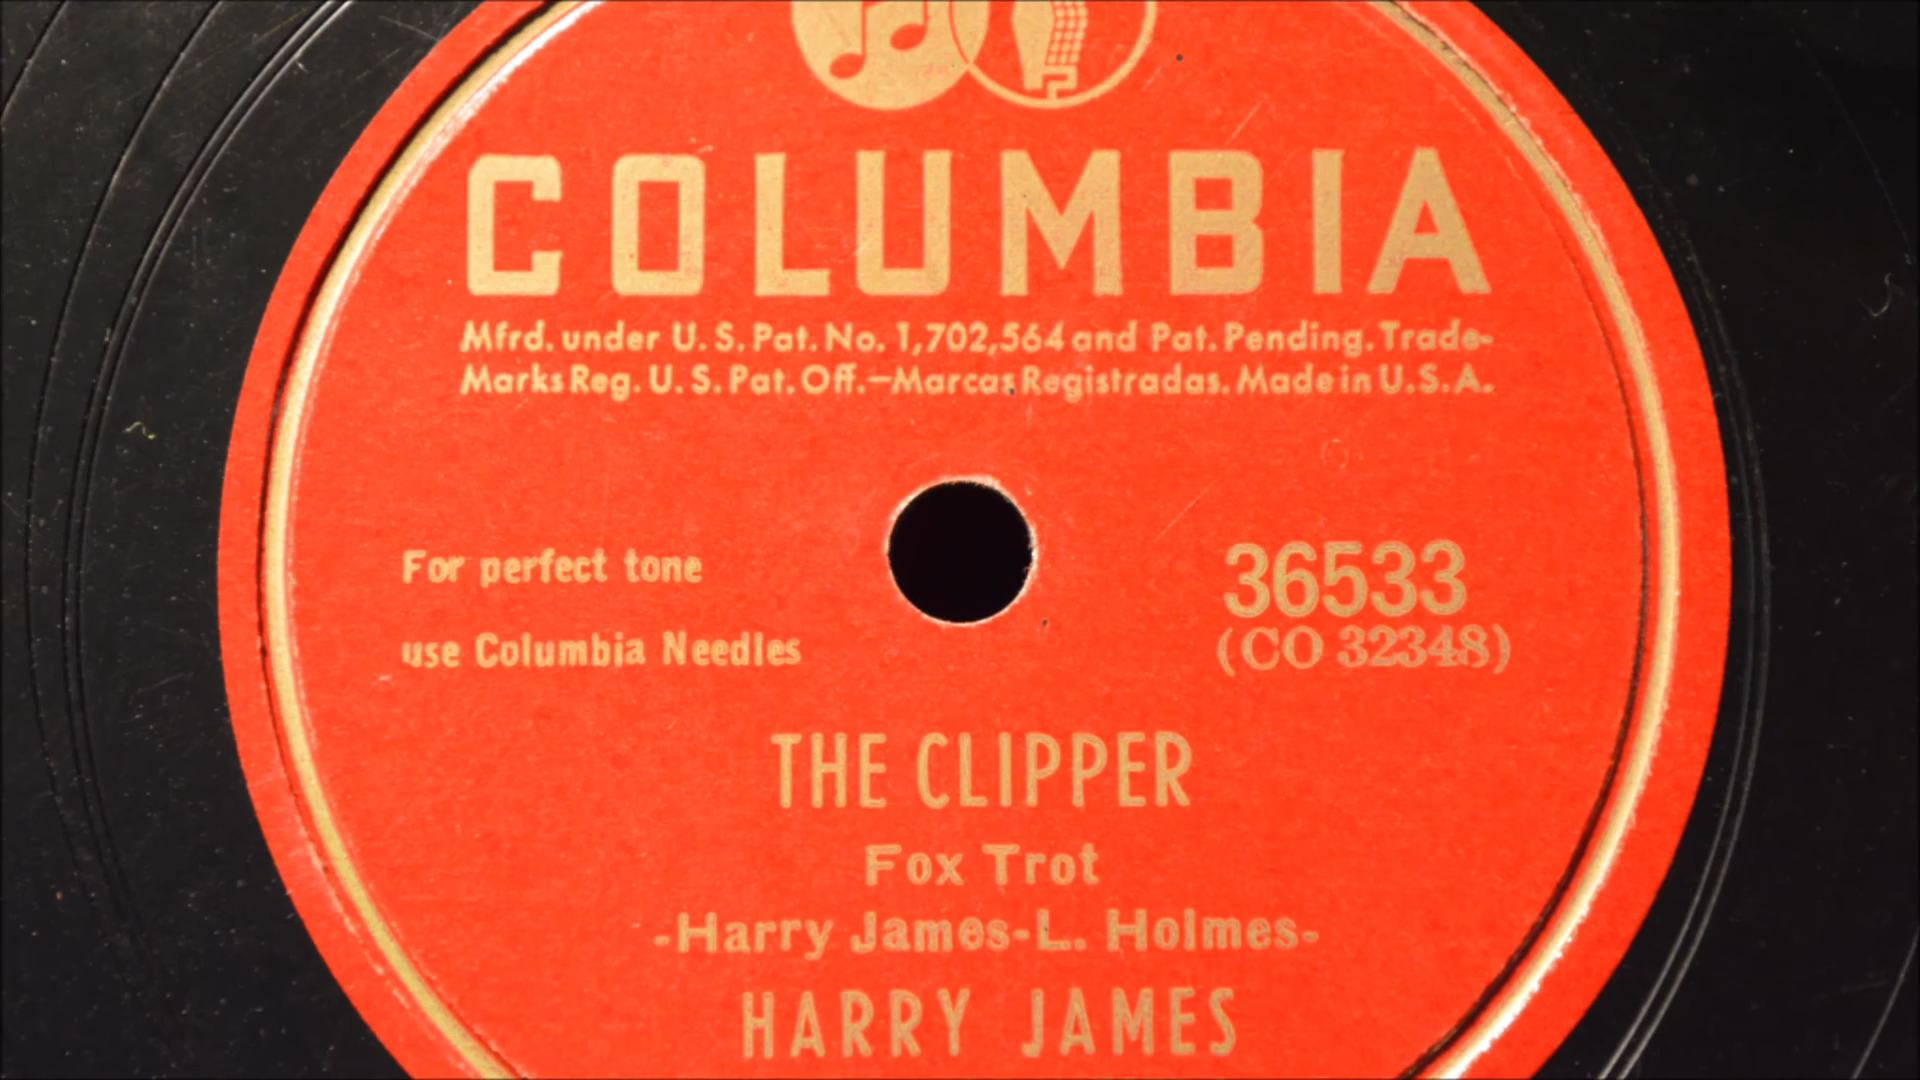 COLUMBIA
Mfrd. under U. S. Pat. No. 1,702,564 and Pat. Pending. Trade-
Marks Reg. U. S. Pat. Off.—Marcas Registradas. Made in U.S.A.
For perfect tone
use Columbia Needles
36533
(CO 32348)
THE CLIPPER
Fox Trot
-Harry James-L. Holmes-
HARRY JAMES